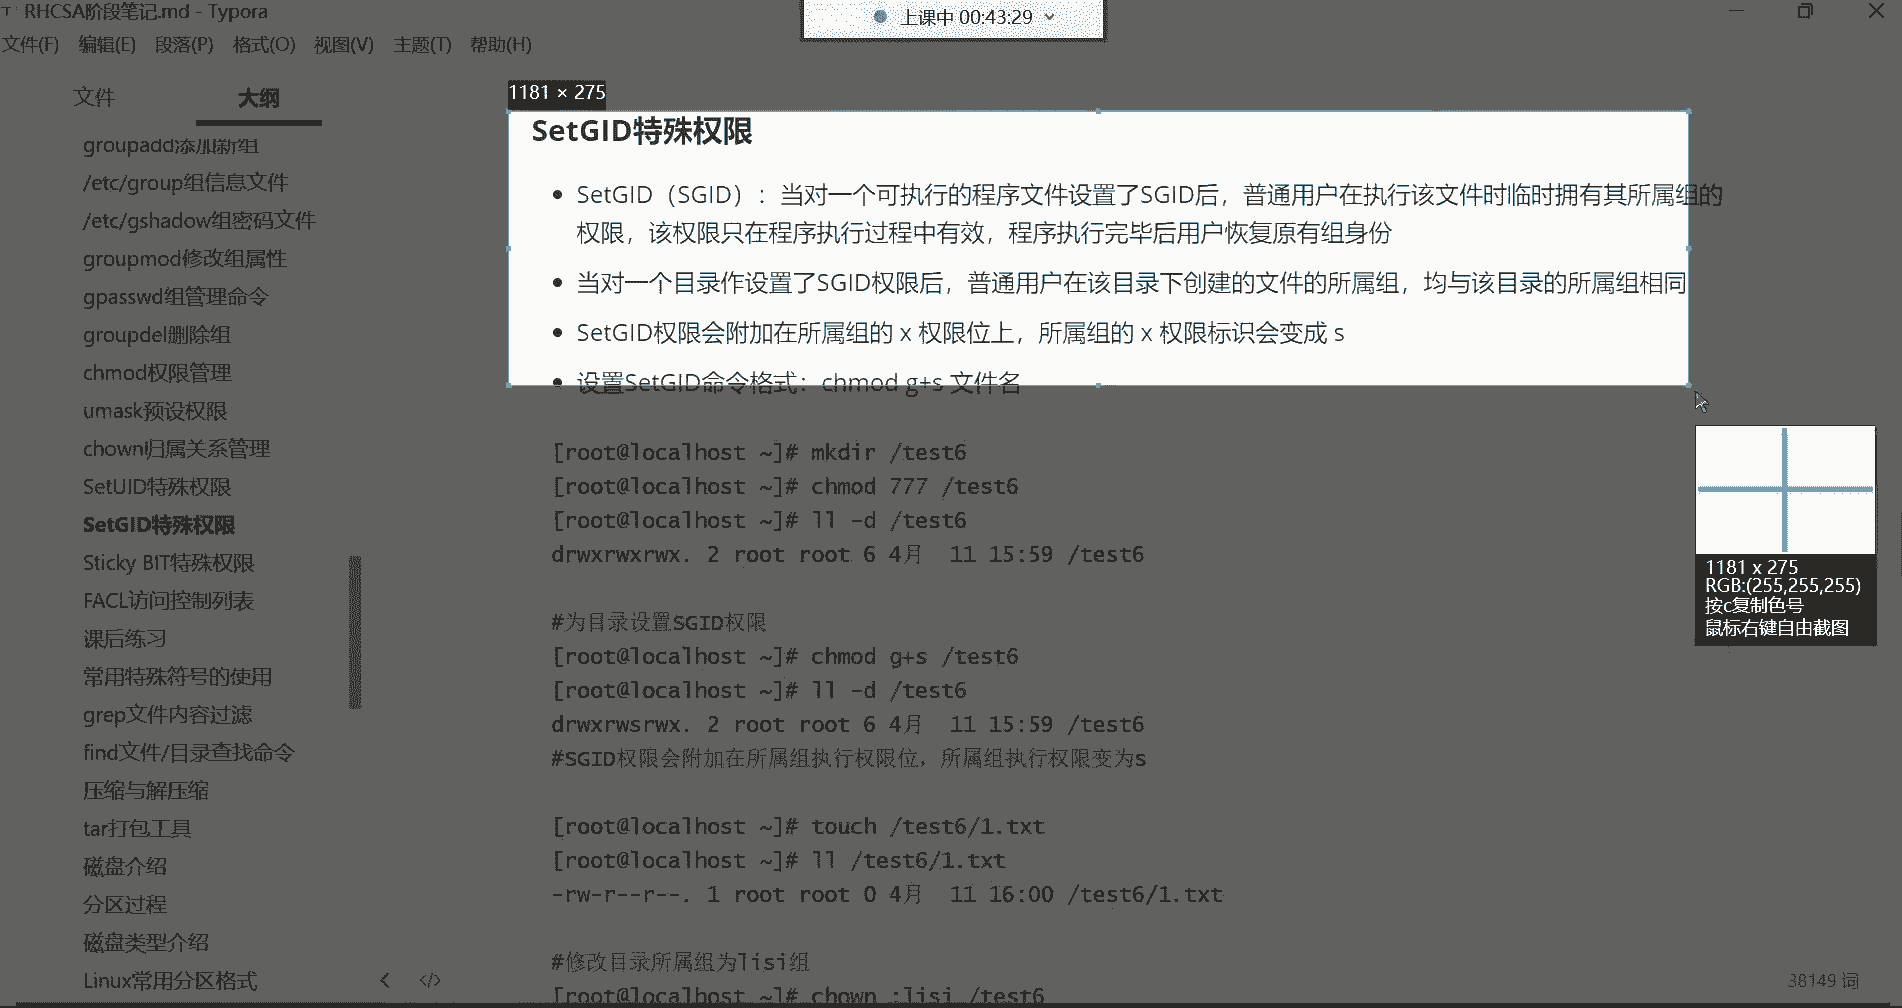 RHCSA阶段笔记.md - Typora
上课中 00:43:29
文件(F) 编辑(E) 段落(P) 格式(O) 视图(V) 主题(T) 帮助(H)
文件 大纲
groupadd添加新组
/etc/group组信息文件
/etc/gshadow组密码文件
groupmod修改组属性
gpasswd组管理命令
groupdel删除组
chmod权限管理
umask预设权限
chown归属关系管理
SetUID特殊权限
SetGID特殊权限
Sticky BIT特殊权限
FACL访问控制列表
课后练习
常用特殊符号的使用
grep文件内容过滤
find文件/目录查找命令
压缩与解压缩
tar打包工具
磁盘介绍
分区过程
磁盘类型介绍
Linux常用分区格式
1181 × 275
SetGID特殊权限
• SetGID（SGID）：当对一个可执行的程序文件设置了SGID后，普通用户在执行该文件时临时拥有其所属组的
权限，该权限只在程序执行过程中有效，程序执行完毕后用户恢复原有组身份
• 当对一个目录作设置了SGID权限后，普通用户在该目录下创建的文件的所属组，均与该目录的所属组相同
• SetGID权限会附加在所属组的 x 权限位上，所属组的 x 权限标识会变成 s
• 设置SetGID命令格式：chmod g+s 文件名
[root@localhost ~]# mkdir /test6
[root@localhost ~]# chmod 777 /test6
[root@localhost ~]# ll -d /test6
drwxrwxrwx. 2 root root 6 4月  11 15:59 /test6
#为目录设置SGID权限
[root@localhost ~]# chmod g+s /test6
[root@localhost ~]# ll -d /test6
drwxrwsrwx. 2 root root 6 4月  11 15:59 /test6
#SGID权限会附加在所属组执行权限位，所属组执行权限变为s
[root@localhost ~]# touch /test6/1.txt
[root@localhost ~]# ll /test6/1.txt
-rw-r--r--. 1 root root 0 4月  11 16:00 /test6/1.txt
#修改目录所属组为lisi组
[root@localhost ~]# chown :lisi /test6
1181 x 275
RGB:(255,255,255)
按c复制色号
鼠标右键自由截图
38149 词